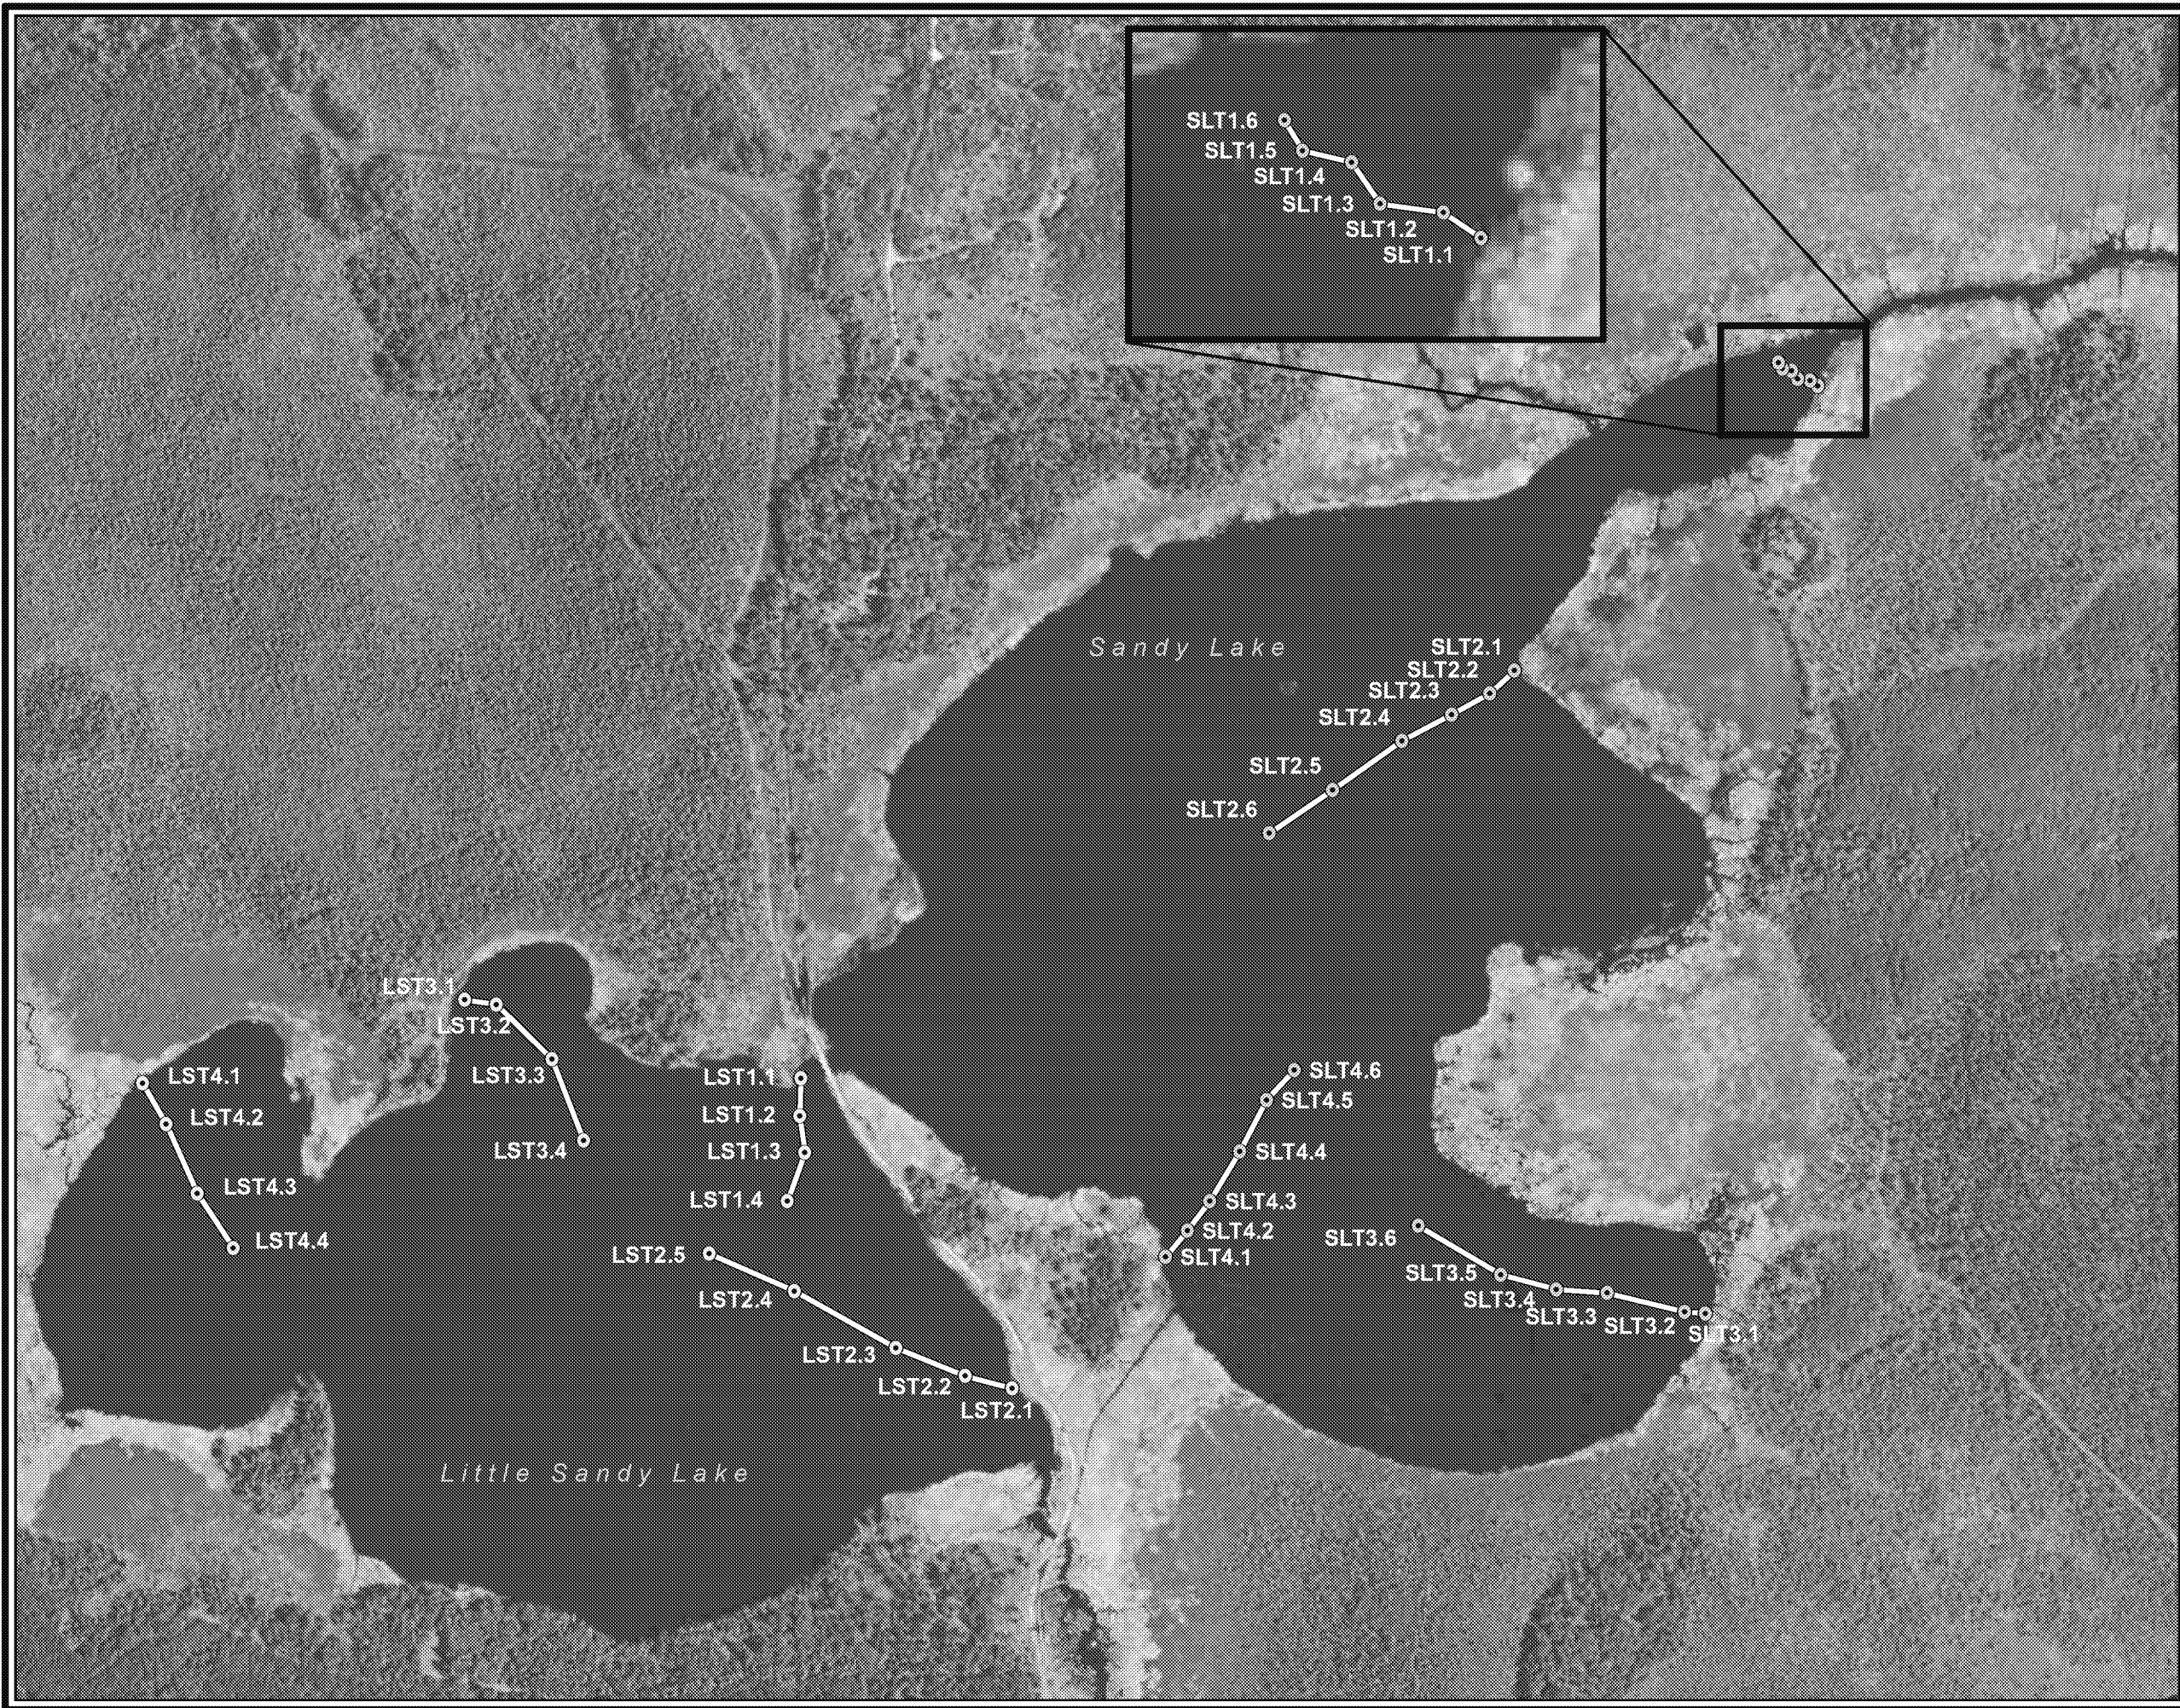 SLT1.6
SLT1.5
SLT1.4
SLT1.3
SLT1.2
SLT1.1
Sandy Lake
SLT2.1
SLT2.2
SLT2.3
SLT2.4
SLT2.5
SLT2.6
LST3.1
LST3.2
LST3.3
LST3.4
LST4.1
LST4.2
LST4.3
LST4.4
LST1.1
LST1.2
LST1.3
LST1.4
SLT4.6
SLT4.5
SLT4.4
SLT4.3
SLT4.2
SLT4.1
SLT3.6
SLT3.5
SLT3.4
SLT3.3
SLT3.2
SLT3.1
LST2.5
LST2.4
LST2.3
LST2.2
LST2.1
Little Sandy Lake